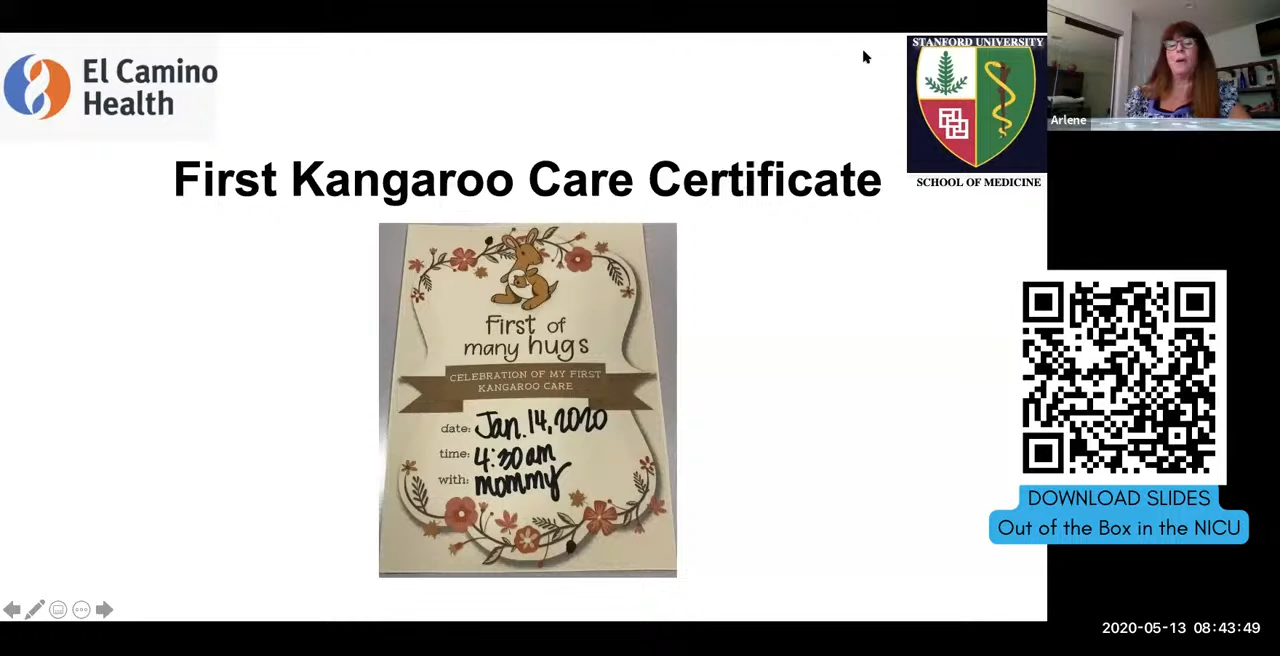 El Camino
Health
STANFORD UNIVERSITY
SCHOOL OF MEDICINE
Arlene
First Kangaroo Care Certificate
First of
many hugs
CELEBRATION OF MY FIRST
KANGAROO CARE
date: Jan. 14, 2020
time: 4:30 am
with: mommy
DOWNLOAD SLIDES
Out of the Box in the NICU
2020-05-13 08:43:49